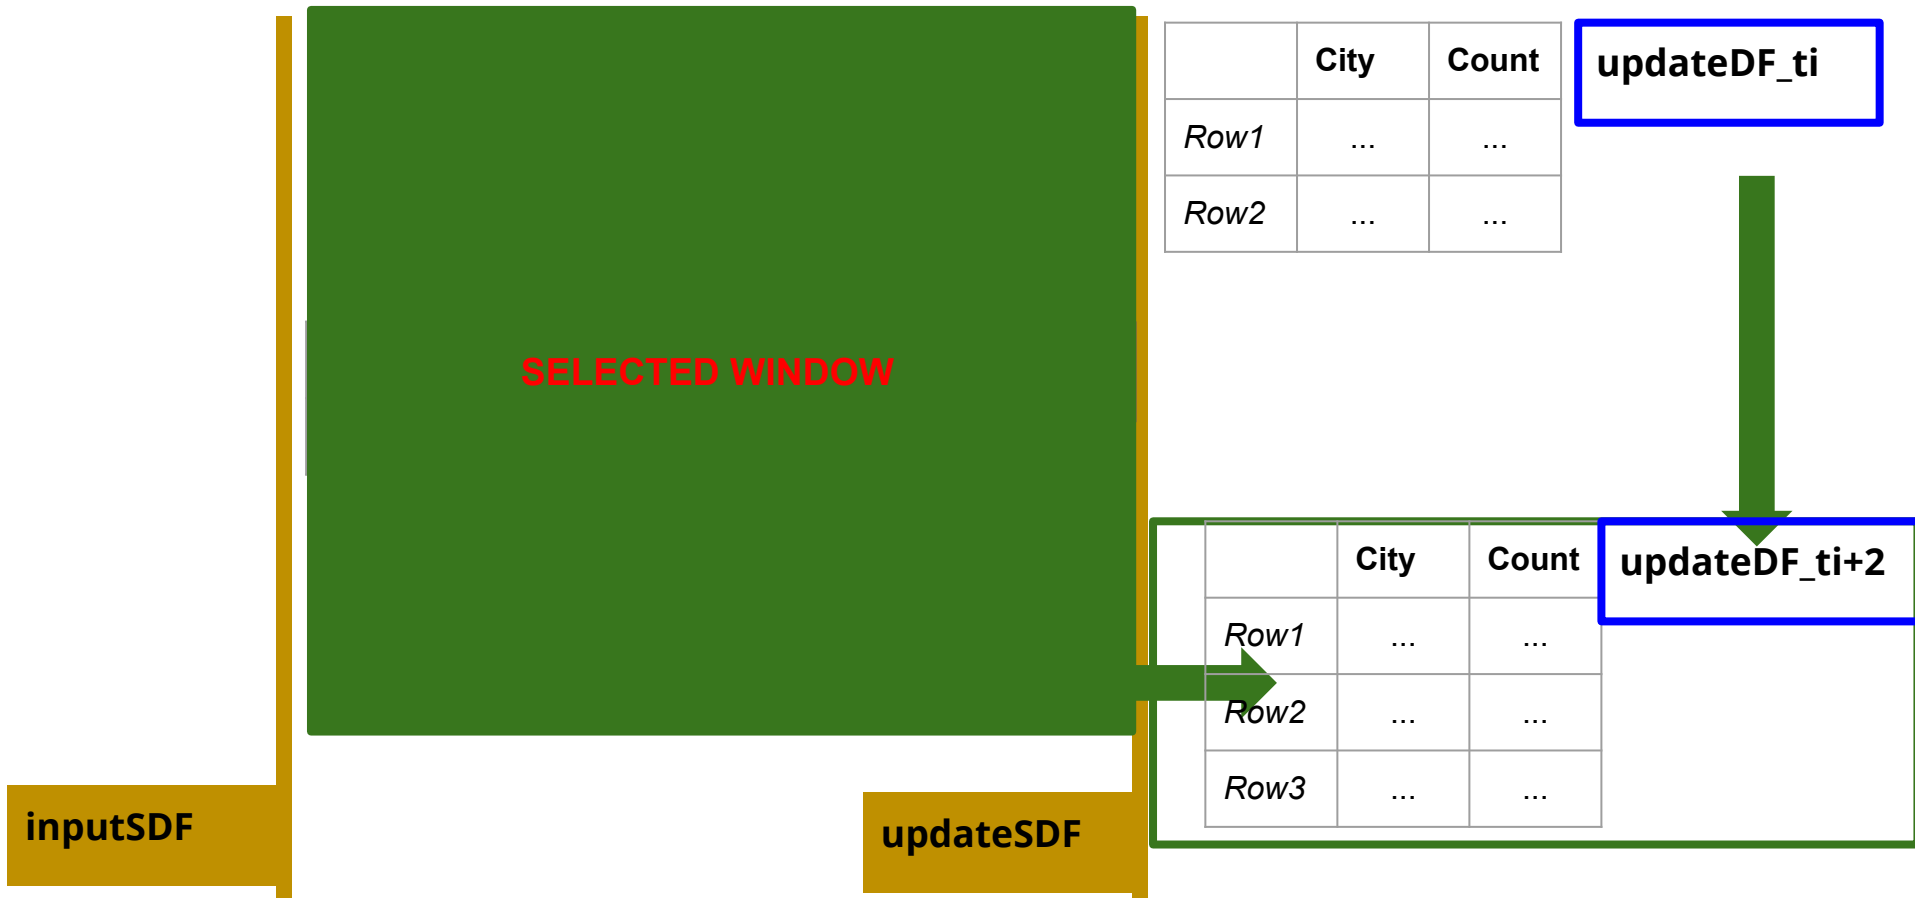 City Count
Row1 ... ...
Row2 ... ...
updateDF_ti
SELECTED WINDOW
City Count
Row1 ... ...
Row2 ... ...
Row3 ... ...
updateDF_ti+2
inputSDF
updateSDF